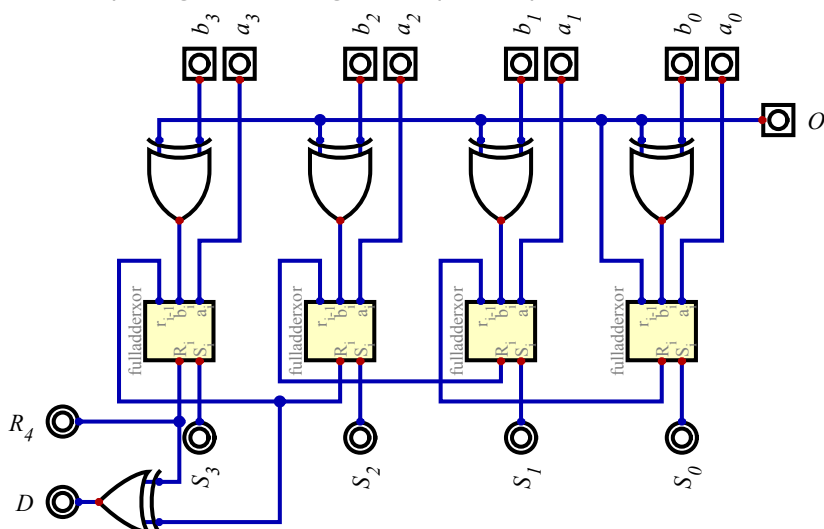 b3 a3 b2 a2 b1 a1 b0 a0
O
fulladderxor fulladderxor fulladderxor fulladderxor
ri-1 bi ai ri-1 bi ai ri-1 bi ai ri-1 bi ai
Ri Si Ri Si Ri Si Ri Si
R4
S3 S2 S1 S0
D